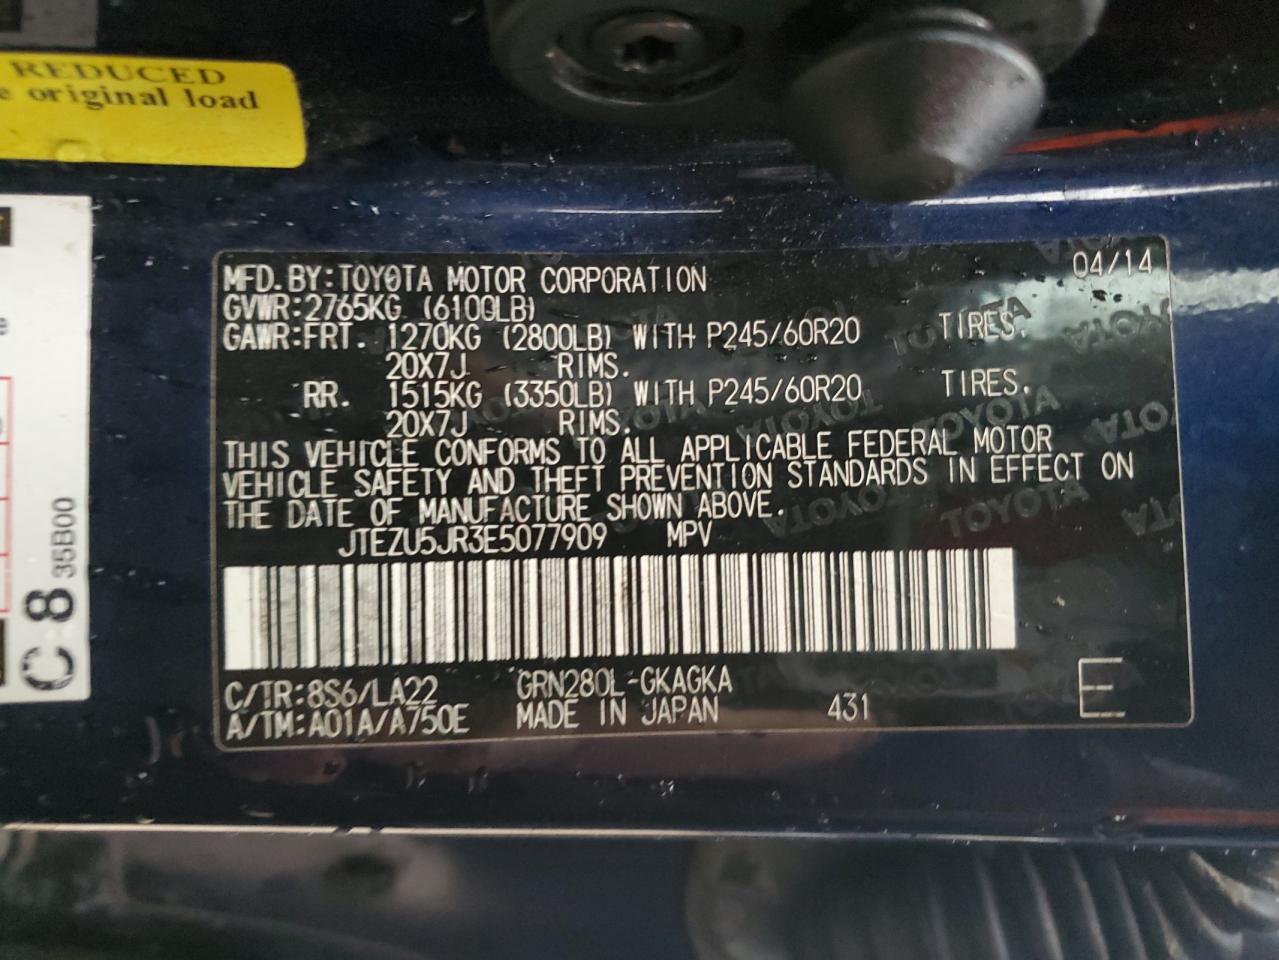 REDUCED
e original load
MFD. BY: TOYOTA MOTOR CORPORATION 04/14
GVWR: 2765KG (6100LB)
GAWR: FRT. 1270KG (2800LB) WITH P245/60R20 TIRES,
20X7J RIMS.
RR. 1515KG (3350LB) WITH P245/60R20 TIRES,
20X7J RIMS.
THIS VEHICLE CONFORMS TO ALL APPLICABLE FEDERAL MOTOR
VEHICLE SAFETY AND THEFT PREVENTION STANDARDS IN EFFECT ON
THE DATE OF MANUFACTURE SHOWN ABOVE.
JTEZU5JR3E5077909 MPV
C/TR: 8S6/LA22 GRN280L-GKAGKA
A/TM: A01A/A750E MADE IN JAPAN 431 E
C8 35B00